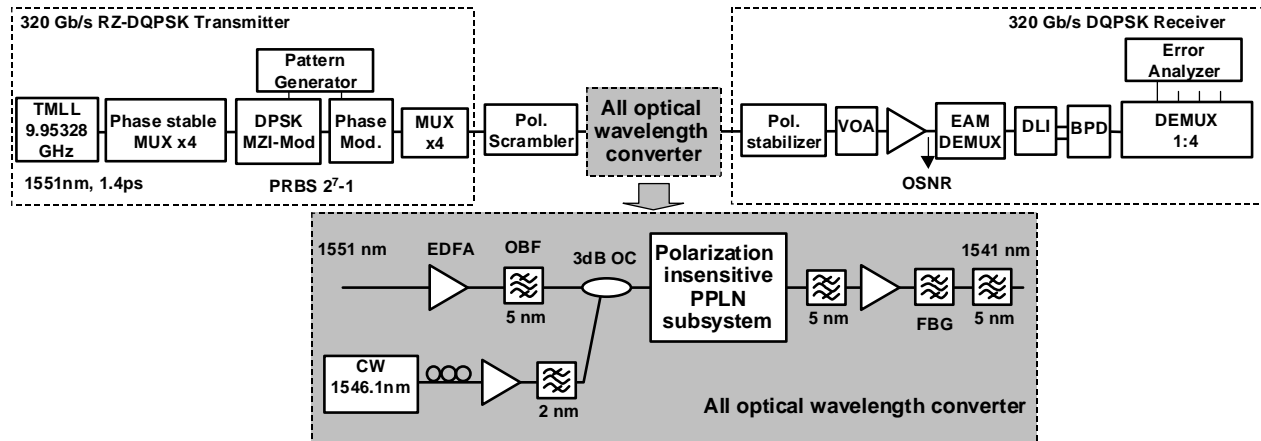 320 Gb/s RZ-DQPSK Transmitter
Pattern
Generator
TMLL
9.95328
GHz
Phase stable
MUX x4
DPSK
MZI-Mod
Phase
Mod.
MUX
x4
1551nm, 1.4ps
PRBS 2⁷-1
Pol.
Scrambler
All optical
wavelength
converter
320 Gb/s DQPSK Receiver
Error
Analyzer
Pol.
stabilizer
VOA
EAM
DEMUX
DLI
BPD
DEMUX
1:4
OSNR
1551 nm
EDFA
OBF
5 nm
3dB OC
Polarization
insensitive
PPLN
subsystem
5 nm
FBG
1541 nm
5 nm
CW
1546.1nm
2 nm
All optical wavelength converter